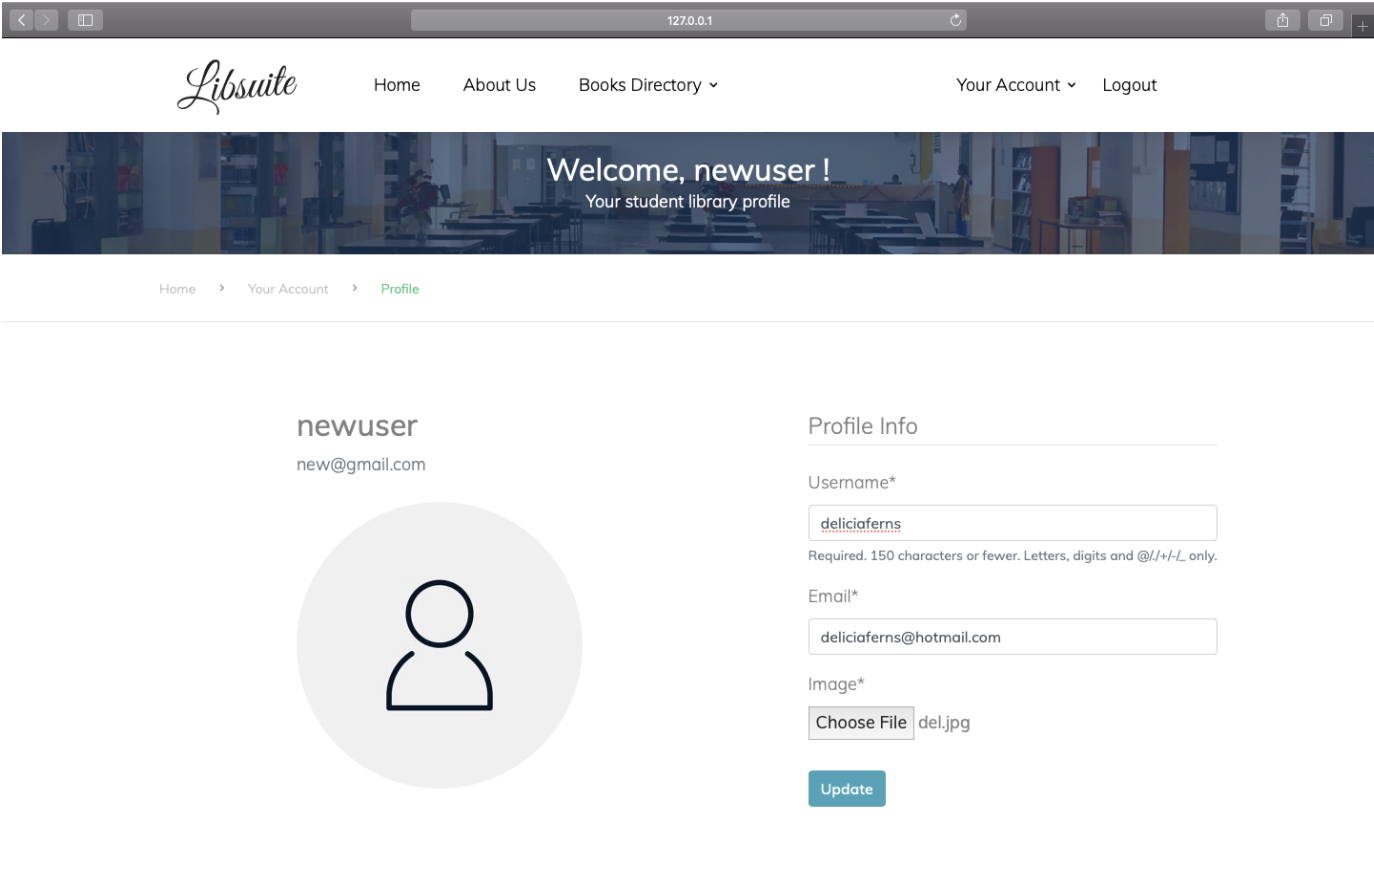 127.0.0.1
Libsuite
Home About Us Books Directory
Your Account Logout
Welcome, newuser !
Your student library profile
Home > Your Account > Profile
newuser
new@gmail.com
Profile Info
Username*
deliciaferns
Required. 150 characters or fewer. Letters, digits and @/./+/-/_ only.
Email*
deliciaferns@hotmail.com
Image*
Choose File del.jpg
Update